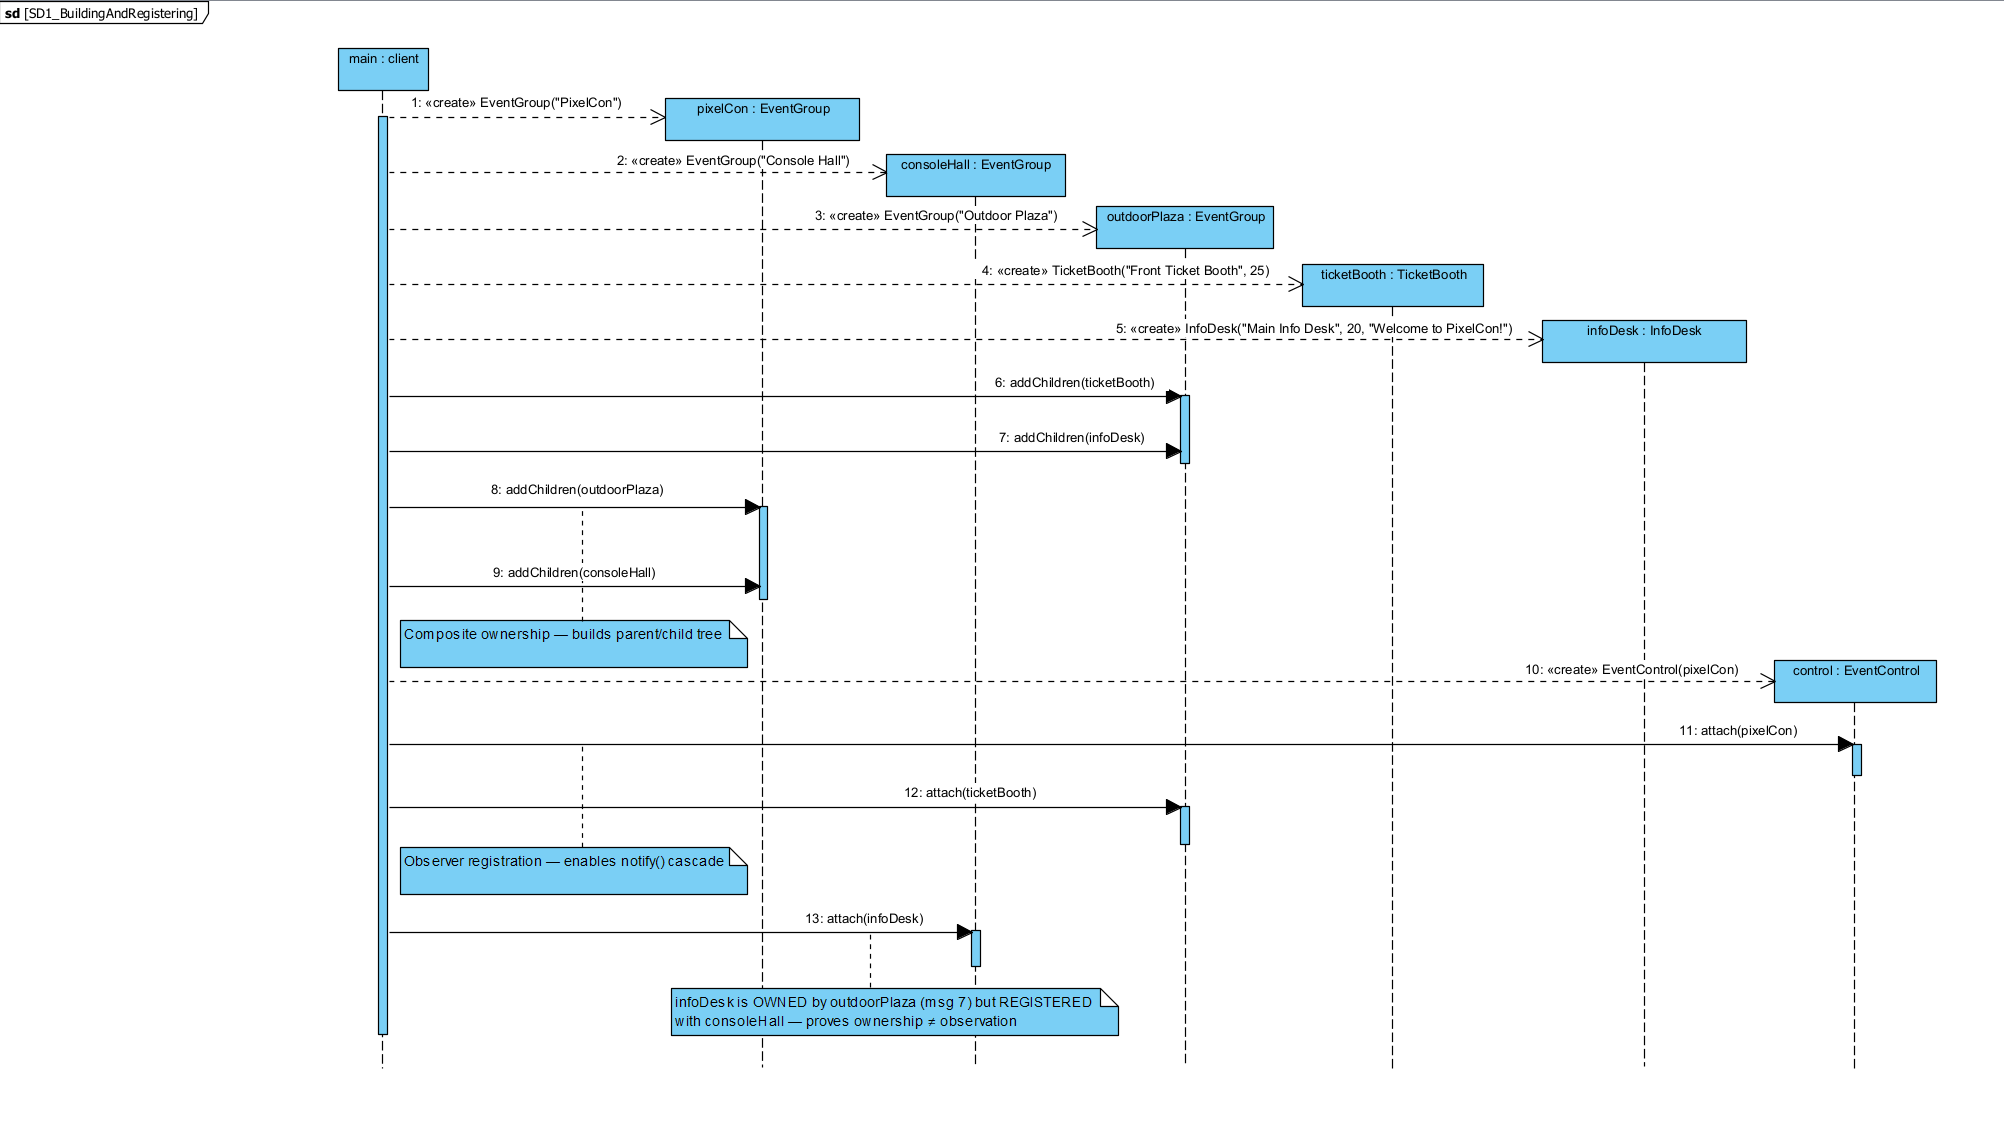 sd [SD1_BuildingAndRegistering]
main : client
1: «create» EventGroup("PixelCon")
pixelCon : EventGroup
2: «create» EventGroup("Console Hall")
consoleHall : EventGroup
3: «create» EventGroup("Outdoor Plaza")
outdoorPlaza : EventGroup
4: «create» TicketBooth("Front Ticket Booth", 25)
ticketBooth : TicketBooth
5: «create» InfoDesk("Main Info Desk", 20, "Welcome to PixelCon!")
infoDesk : InfoDesk
6: addChildren(ticketBooth)
7: addChildren(infoDesk)
8: addChildren(outdoorPlaza)
9: addChildren(consoleHall)
Composite ownership — builds parent/child tree
10: «create» EventControl(pixelCon)
control : EventControl
11: attach(pixelCon)
12: attach(ticketBooth)
Observer registration — enables notify() cascade
13: attach(infoDesk)
infoDesk is OWNED by outdoorPlaza (msg 7) but REGISTERED
with consoleHall — proves ownership ≠ observation